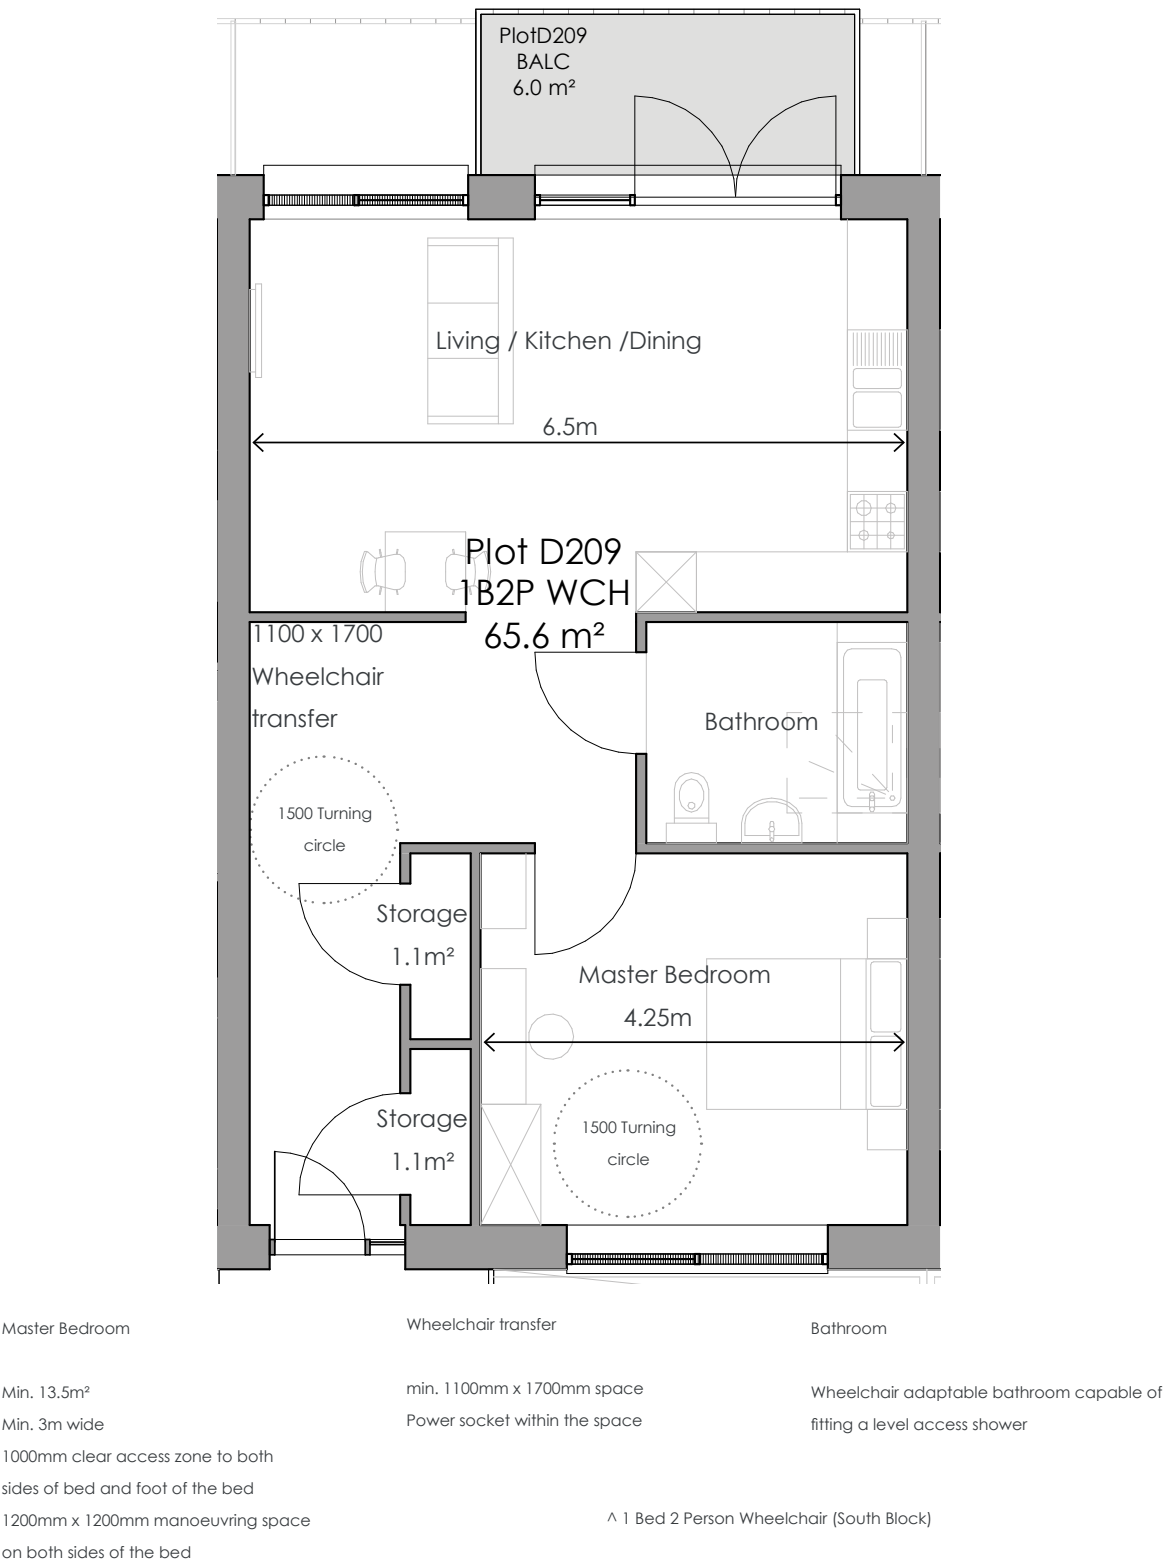 PlotD209
BALC
6.0 m²
Living / Kitchen /Dining
6.5m
Plot D209
1B2P WCH
65.6 m²
1100 x 1700
Wheelchair
transfer
Bathroom
1500 Turning
circle
Storage
1.1m²
Master Bedroom
4.25m
Storage
1.1m²
1500 Turning
circle
Master Bedroom
Min. 13.5m²
Min. 3m wide
1000mm clear access zone to both
sides of bed and foot of the bed
1200mm x 1200mm manoeuvring space
on both sides of the bed
Wheelchair transfer
min. 1100mm x 1700mm space
Power socket within the space
Bathroom
Wheelchair adaptable bathroom capable of
fitting a level access shower
^ 1 Bed 2 Person Wheelchair (South Block)